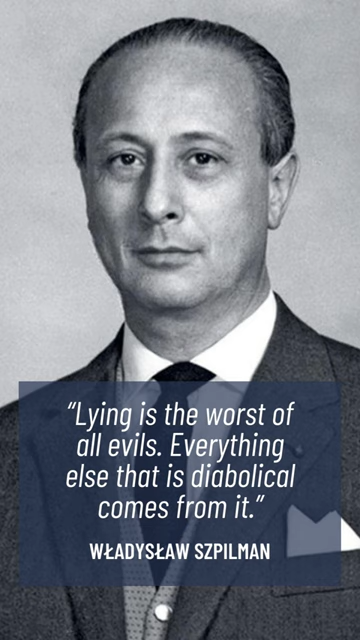 “Lying is the worst of
all evils. Everything
else that is diabolical
comes from it.”
WŁADYSŁAW SZPILMAN